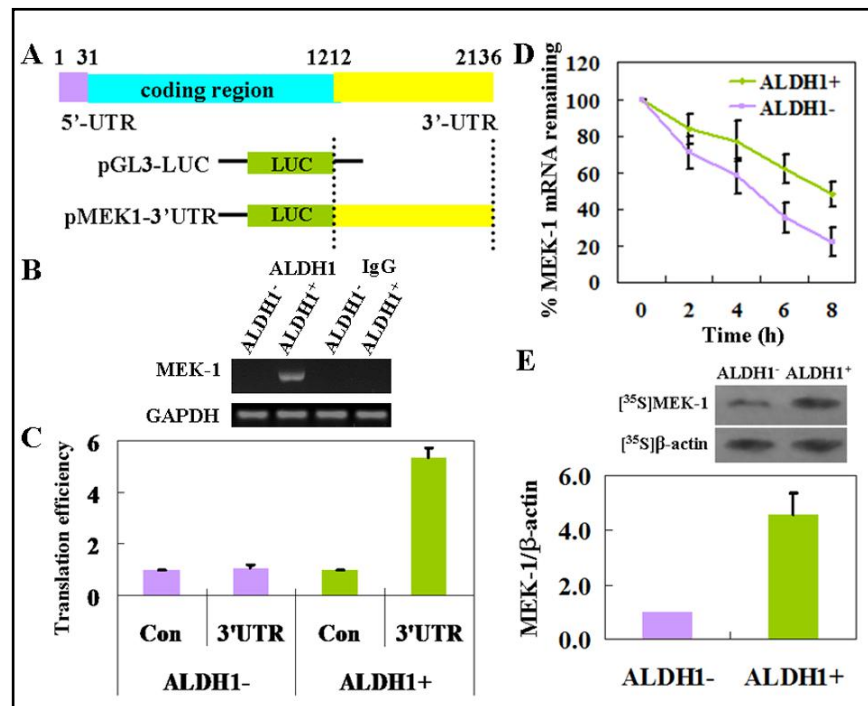 A
1 31 1212 2136
coding region
5'-UTR 3'-UTR
pGL3-LUC LUC
pMEK1-3'UTR LUC
B
ALDH1 IgG
ALDH1- ALDH1+ ALDH1- ALDH1+
MEK-1
GAPDH
C
Translation efficiency
6
4
2
0
Con 3'UTR Con 3'UTR
ALDH1- ALDH1+
D
% MEK-1 mRNA remaining
120
100
80
60
40
20
0
ALDH1+
ALDH1-
0 2 4 6 8
Time (h)
E
ALDH1- ALDH1+
[35S]MEK-1
[35S]β-actin
MEK-1/β-actin
6.0
4.0
2.0
0.0
ALDH1- ALDH1+